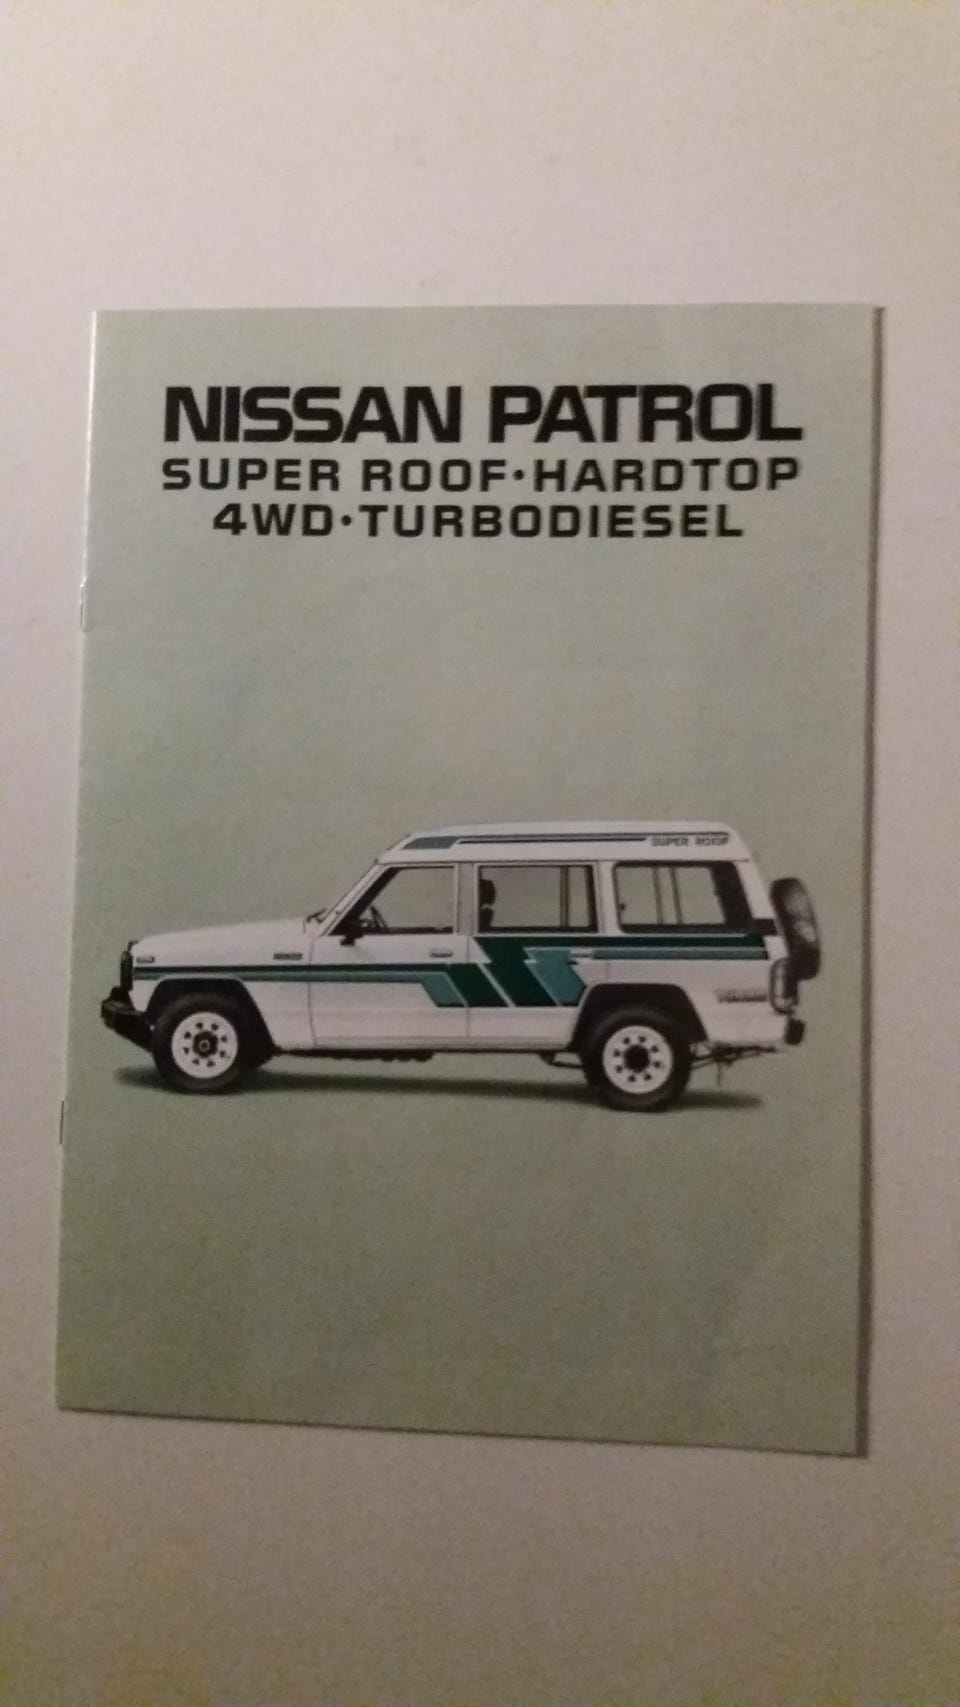 NISSAN PATROL
SUPER ROOF·HARDTOP
4WD·TURBODIESEL
SUPER ROOF